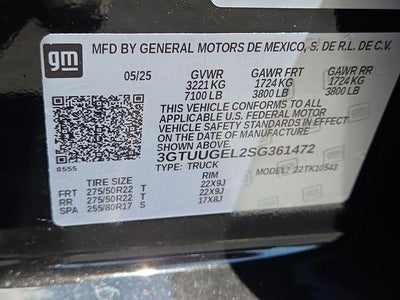 gm
MFD BY GENERAL MOTORS DE MEXICO, S. DE R.L. DE C.V.
05/25 GVWR GAWR FRT GAWR RR
3221 KG 1724 KG 1724 KG
7100 LB 3800 LB 3800 LB
THIS VEHICLE CONFORMS TO ALL
APPLICABLE U.S. FEDERAL MOTOR
VEHICLE SAFETY STANDARDS IN EFFECT
ON THE DATE OF MANUFACTURE
SHOWN ABOVE.
3GTUUGEL2SG361472
8555 TYPE: TRUCK MODEL: 22TK10543
TIRE SIZE RIM
FRT 275/50R22 T 22X9J
RR 275/50R22 T 22X9J
SPA 255/80R17 S 17X8J